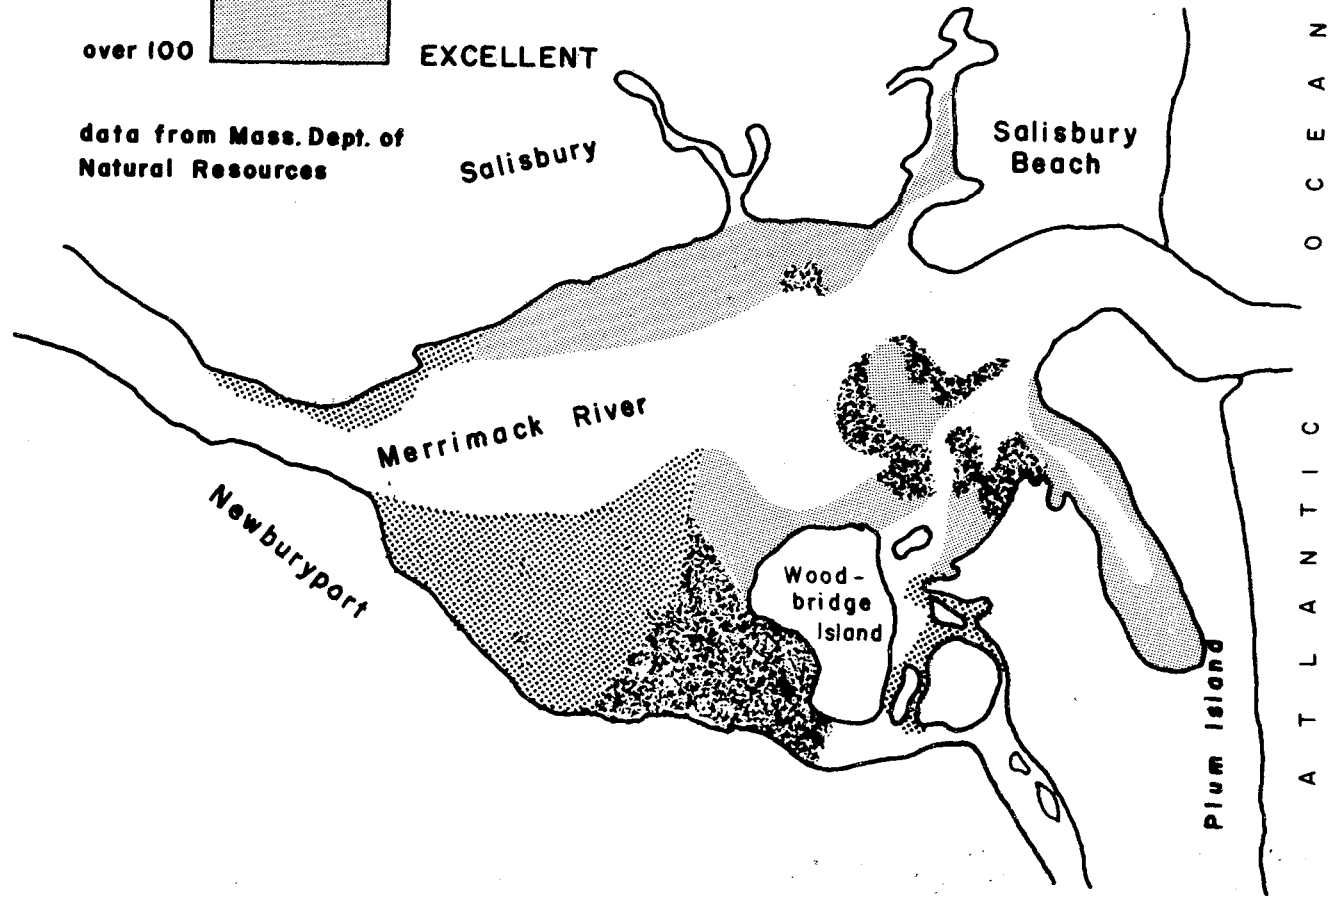 over 100
EXCELLENT
data from Mass. Dept. of
Natural Resources
Salisbury
Salisbury
Beach
Merrimack River
Newburyport
Wood-
bridge
Island
Plum Island
ATLANTIC OCEAN